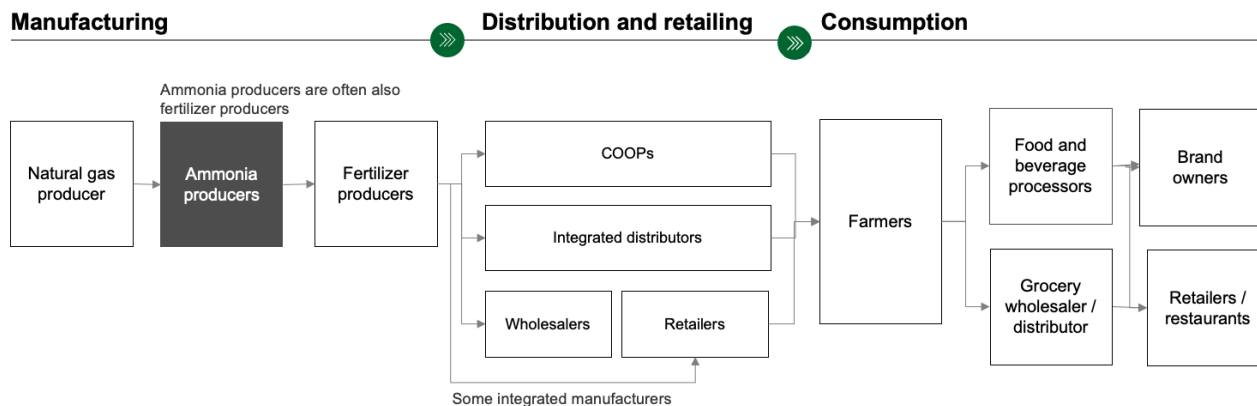 Manufacturing
Distribution and retailing
Consumption
Ammonia producers are often also
fertilizer producers
Natural gas
producer
Ammonia
producers
Fertilizer
producers
COOPs
Integrated distributors
Wholesalers
Retailers
Some integrated manufacturers
Farmers
Food and
beverage
processors
Brand
owners
Grocery
wholesaler /
distributor
Retailers /
restaurants